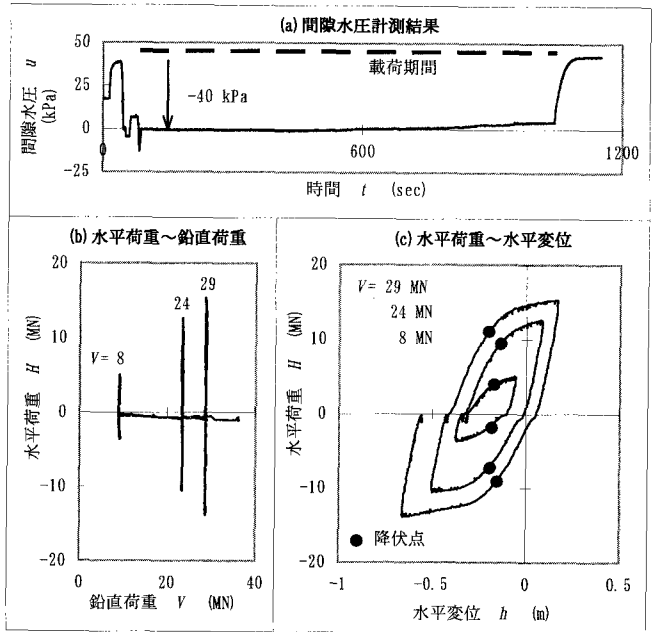 (a) 間隙水圧計測結果
50
25
0
-25
間隙水圧 u
(kPa)
載荷期間
-40 kPa
0
600
1200
時間 t (sec)
(b) 水平荷重～鉛直荷重
20
10
0
-10
-20
水平荷重 H (MN)
29
24
V= 8
0
20
40
鉛直荷重 V (MN)
(c) 水平荷重～水平変位
20
10
0
-10
-20
水平荷重 H (MN)
V= 29 MN
24 MN
8 MN
降伏点
-1
-0.5
0
0.5
水平変位 h (m)